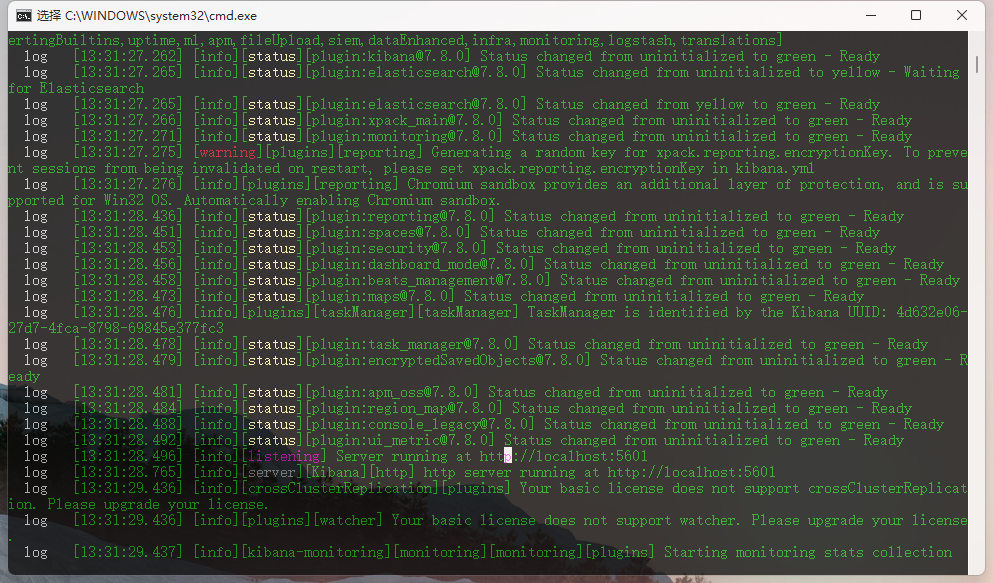 选择 C:\WINDOWS\system32\cmd.exe
ertingBuiltins,uptime,ml,apm,fileUpload,siem,dataEnhanced,infra,monitoring,logstash,translations]
log [13:31:27.262] [info][status][plugin:kibana@7.8.0] Status changed from uninitialized to green - Ready
log [13:31:27.265] [info][status][plugin:elasticsearch@7.8.0] Status changed from uninitialized to yellow - Waiting
for Elasticsearch
log [13:31:27.265] [info][status][plugin:elasticsearch@7.8.0] Status changed from yellow to green - Ready
log [13:31:27.266] [info][status][plugin:xpack_main@7.8.0] Status changed from uninitialized to green - Ready
log [13:31:27.271] [info][status][plugin:monitoring@7.8.0] Status changed from uninitialized to green - Ready
log [13:31:27.275] [warning][plugins][reporting] Generating a random key for xpack.reporting.encryptionKey. To preve
nt sessions from being invalidated on restart, please set xpack.reporting.encryptionKey in kibana.yml
log [13:31:27.276] [info][plugins][reporting] Chromium sandbox provides an additional layer of protection, and is su
pported for Win32 OS. Automatically enabling Chromium sandbox.
log [13:31:28.436] [info][status][plugin:reporting@7.8.0] Status changed from uninitialized to green - Ready
log [13:31:28.451] [info][status][plugin:spaces@7.8.0] Status changed from uninitialized to green - Ready
log [13:31:28.453] [info][status][plugin:security@7.8.0] Status changed from uninitialized to green - Ready
log [13:31:28.456] [info][status][plugin:dashboard_mode@7.8.0] Status changed from uninitialized to green - Ready
log [13:31:28.458] [info][status][plugin:beats_management@7.8.0] Status changed from uninitialized to green - Ready
log [13:31:28.473] [info][status][plugin:maps@7.8.0] Status changed from uninitialized to green - Ready
log [13:31:28.476] [info][plugins][taskManager][taskManager] TaskManager is identified by the Kibana UUID: 4d632e06-
27d7-4fca-8798-69845e377fc3
log [13:31:28.478] [info][status][plugin:task_manager@7.8.0] Status changed from uninitialized to green - Ready
log [13:31:28.479] [info][status][plugin:encryptedSavedObjects@7.8.0] Status changed from uninitialized to green - R
eady
log [13:31:28.481] [info][status][plugin:apm_oss@7.8.0] Status changed from uninitialized to green - Ready
log [13:31:28.484] [info][status][plugin:region_map@7.8.0] Status changed from uninitialized to green - Ready
log [13:31:28.488] [info][status][plugin:console_legacy@7.8.0] Status changed from uninitialized to green - Ready
log [13:31:28.492] [info][status][plugin:ui_metric@7.8.0] Status changed from uninitialized to green - Ready
log [13:31:28.496] [info][listening] Server running at http://localhost:5601
log [13:31:28.765] [info][server][Kibana][http] http server running at http://localhost:5601
log [13:31:29.436] [info][crossClusterReplication][plugins] Your basic license does not support crossClusterReplicat
ion. Please upgrade your license.
log [13:31:29.436] [info][plugins][watcher] Your basic license does not support watcher. Please upgrade your license
.
log [13:31:29.437] [info][kibana-monitoring][monitoring][monitoring][plugins] Starting monitoring stats collection